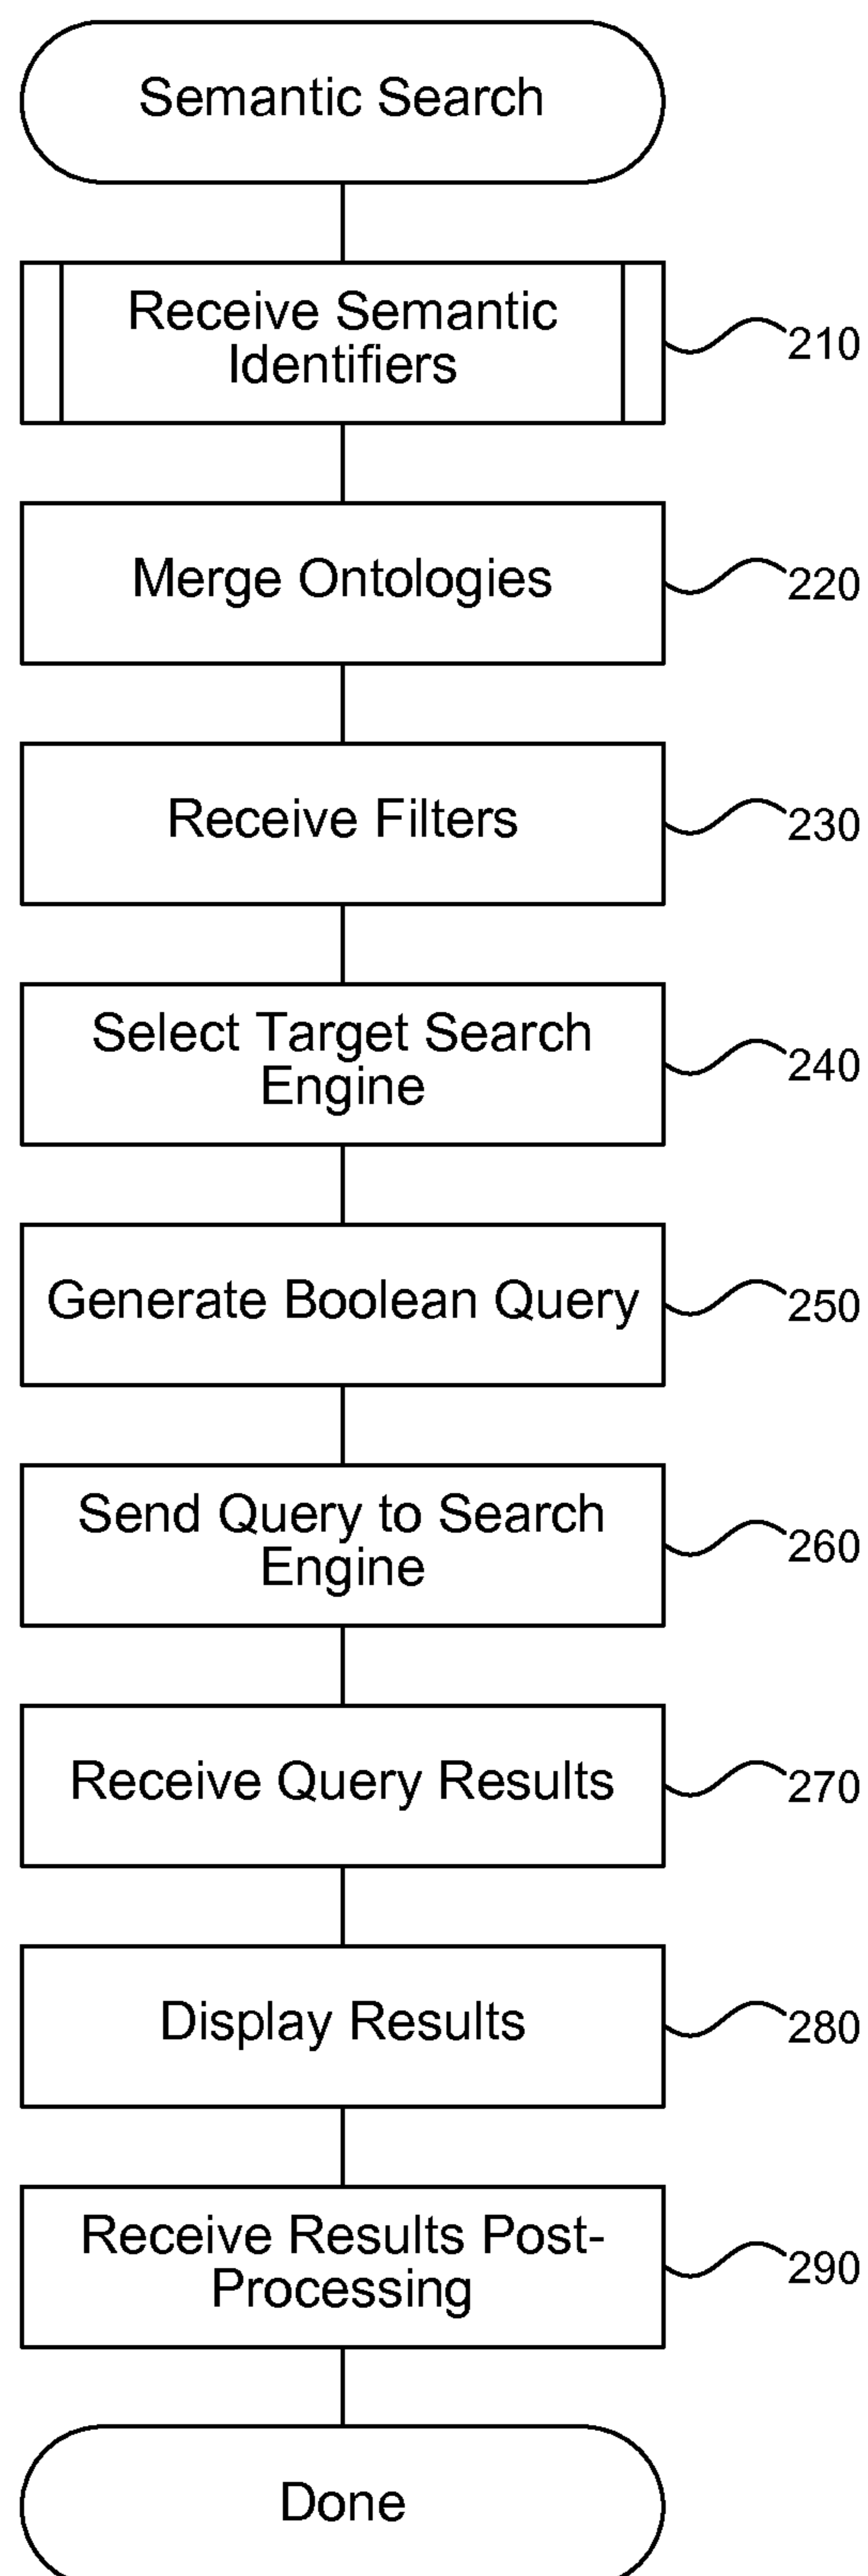 Semantic Search
Receive Semantic
Identifiers
210
Merge Ontologies
220
Receive Filters
230
Select Target Search
Engine
240
Generate Boolean Query
250
Send Query to Search
Engine
260
Receive Query Results
270
Display Results
280
Receive Results Post-
Processing
290
Done